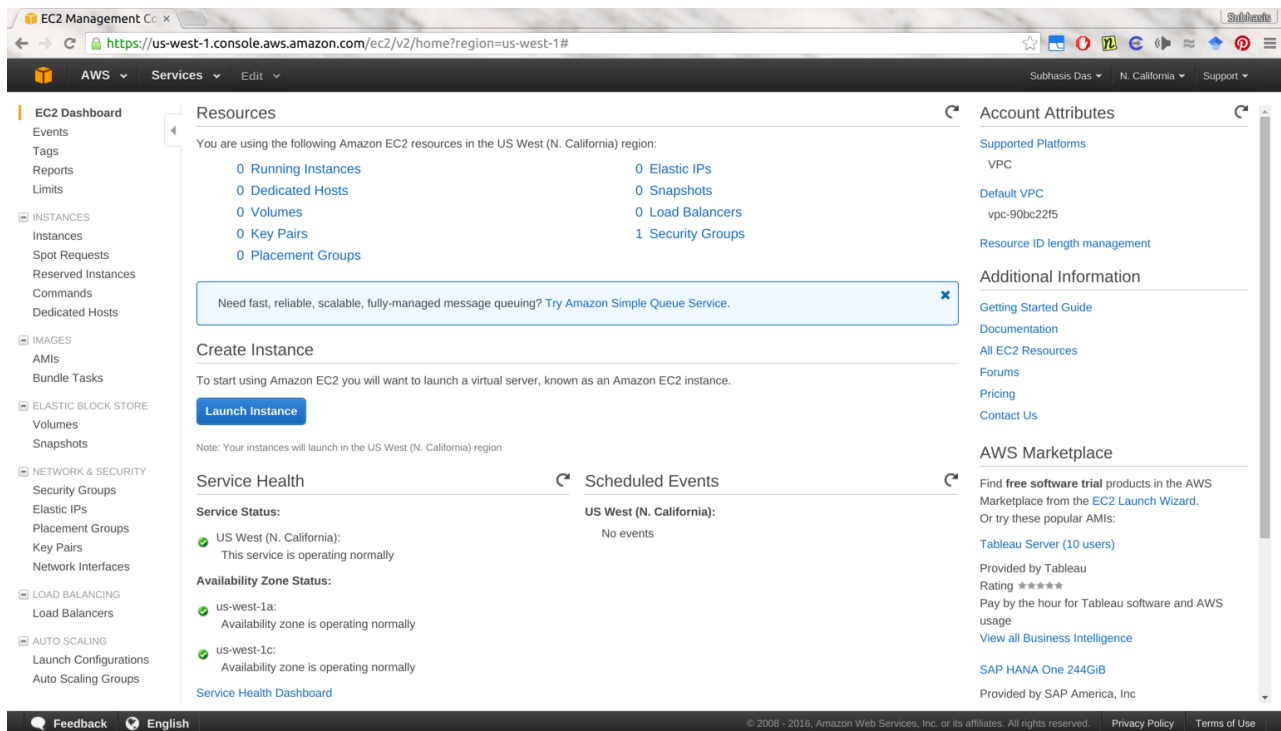 EC2 Management Co
Subhasis
https://us-west-1.console.aws.amazon.com/ec2/v2/home?region=us-west-1#
AWS Services Edit Subhasis Das N. California Support
EC2 Dashboard
Events
Tags
Reports
Limits
INSTANCES
Instances
Spot Requests
Reserved Instances
Commands
Dedicated Hosts
IMAGES
AMIs
Bundle Tasks
ELASTIC BLOCK STORE
Volumes
Snapshots
NETWORK & SECURITY
Security Groups
Elastic IPs
Placement Groups
Key Pairs
Network Interfaces
LOAD BALANCING
Load Balancers
AUTO SCALING
Launch Configurations
Auto Scaling Groups
Resources
You are using the following Amazon EC2 resources in the US West (N. California) region:
0 Running Instances
0 Dedicated Hosts
0 Volumes
0 Key Pairs
0 Placement Groups
0 Elastic IPs
0 Snapshots
0 Load Balancers
1 Security Groups
Need fast, reliable, scalable, fully-managed message queuing? Try Amazon Simple Queue Service.
Create Instance
To start using Amazon EC2 you will want to launch a virtual server, known as an Amazon EC2 instance.
Launch Instance
Note: Your instances will launch in the US West (N. California) region
Service Health
Service Status:
US West (N. California):
This service is operating normally
Availability Zone Status:
us-west-1a:
Availability zone is operating normally
us-west-1c:
Availability zone is operating normally
Service Health Dashboard
Scheduled Events
US West (N. California):
No events
Account Attributes
Supported Platforms
VPC
Default VPC
vpc-90bc22f5
Resource ID length management
Additional Information
Getting Started Guide
Documentation
All EC2 Resources
Forums
Pricing
Contact Us
AWS Marketplace
Find free software trial products in the AWS
Marketplace from the EC2 Launch Wizard.
Or try these popular AMIs:
Tableau Server (10 users)
Provided by Tableau
Rating
Pay by the hour for Tableau software and AWS
usage
View all Business Intelligence
SAP HANA One 244GiB
Provided by SAP America, Inc
Feedback English © 2008 - 2016, Amazon Web Services, Inc. or its affiliates. All rights reserved. Privacy Policy Terms of Use